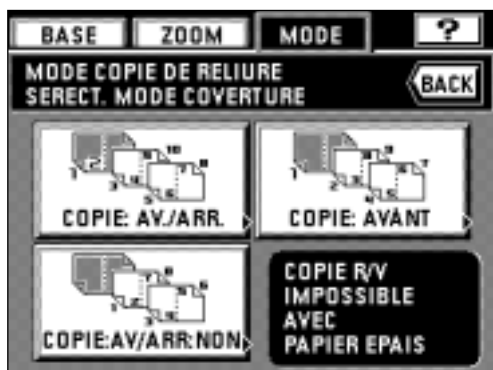 BASE ZOOM MODE ?
MODE COPIE DE RELIURE
SERECT. MODE COVERTURE
BACK
COPIE: AV./ARR.
COPIE: AVANT
COPIE:AV/ARR:NON
COPIE R/V
IMPOSSIBLE
AVEC
PAPIER EPAIS